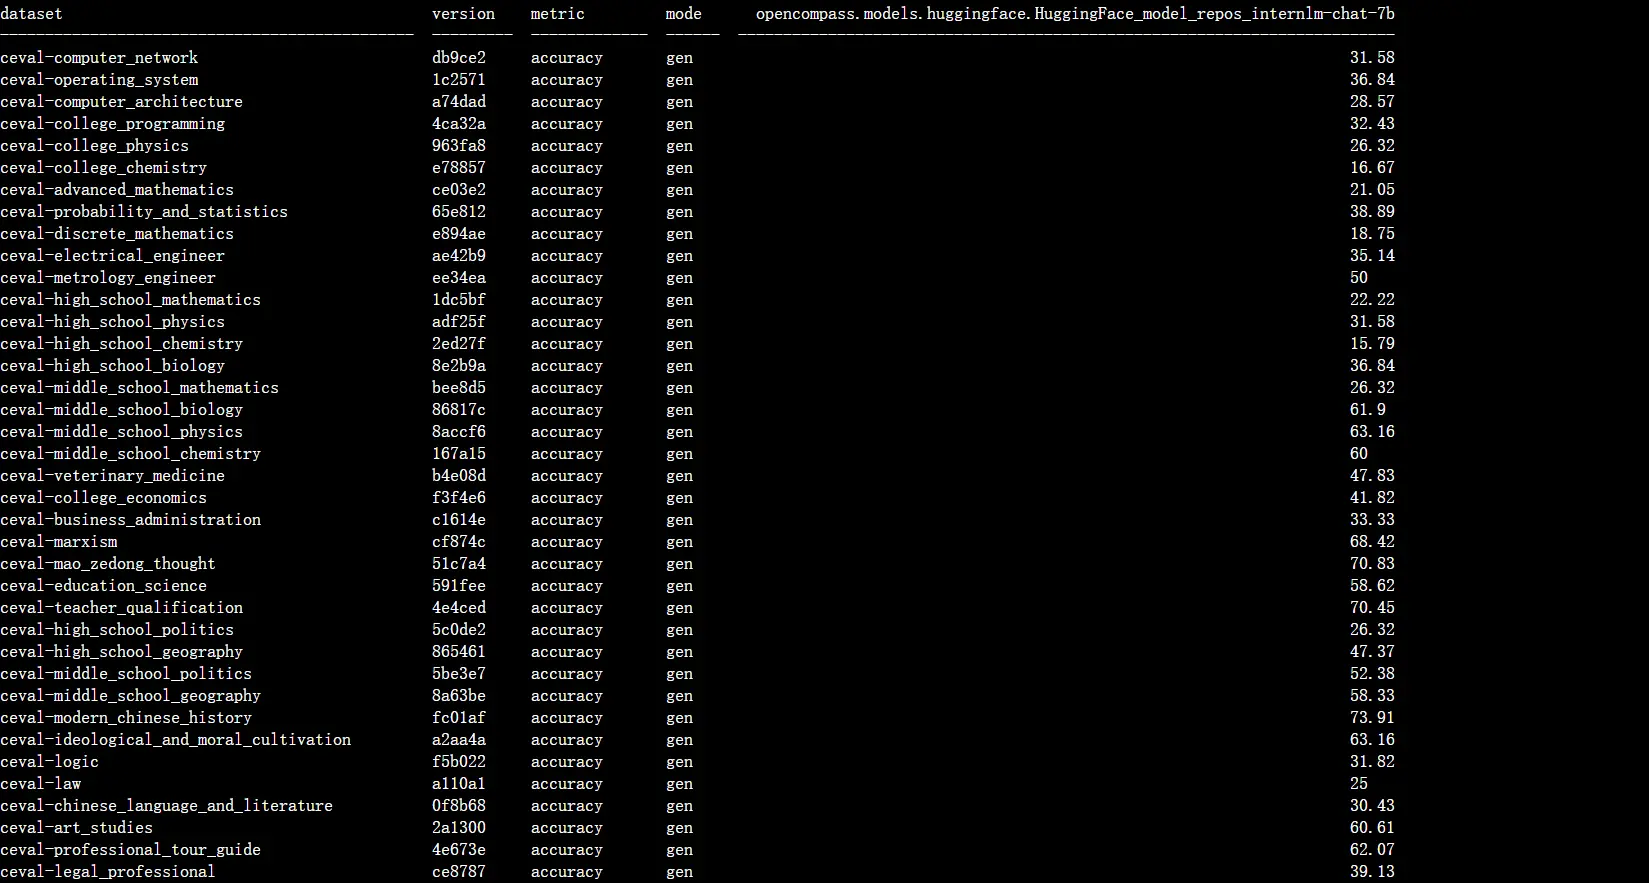 dataset version metric mode opencompass.models.huggingface.HuggingFace_model_repos_internlm-chat-7b
---------------------------------------------- --------- ------------- ------ -------------------------------------------------------------------------
ceval-computer_network db9ce2 accuracy gen 31.58
ceval-operating_system 1c2571 accuracy gen 36.84
ceval-computer_architecture a74dad accuracy gen 28.57
ceval-college_programming 4ca32a accuracy gen 32.43
ceval-college_physics 963fa8 accuracy gen 26.32
ceval-college_chemistry e78857 accuracy gen 16.67
ceval-advanced_mathematics ce03e2 accuracy gen 21.05
ceval-probability_and_statistics 65e812 accuracy gen 38.89
ceval-discrete_mathematics e894ae accuracy gen 18.75
ceval-electrical_engineer ae42b9 accuracy gen 35.14
ceval-metrology_engineer ee34ea accuracy gen 50
ceval-high_school_mathematics 1dc5bf accuracy gen 22.22
ceval-high_school_physics adf25f accuracy gen 31.58
ceval-high_school_chemistry 2ed27f accuracy gen 15.79
ceval-high_school_biology 8e2b9a accuracy gen 36.84
ceval-middle_school_mathematics bee8d5 accuracy gen 26.32
ceval-middle_school_biology 86817c accuracy gen 61.9
ceval-middle_school_physics 8accf6 accuracy gen 63.16
ceval-middle_school_chemistry 167a15 accuracy gen 60
ceval-veterinary_medicine b4e08d accuracy gen 47.83
ceval-college_economics f3f4e6 accuracy gen 41.82
ceval-business_administration c1614e accuracy gen 33.33
ceval-marxism cf874c accuracy gen 68.42
ceval-mao_zedong_thought 51c7a4 accuracy gen 70.83
ceval-education_science 591fee accuracy gen 58.62
ceval-teacher_qualification 4e4ced accuracy gen 70.45
ceval-high_school_politics 5c0de2 accuracy gen 26.32
ceval-high_school_geography 865461 accuracy gen 47.37
ceval-middle_school_politics 5be3e7 accuracy gen 52.38
ceval-middle_school_geography 8a63be accuracy gen 58.33
ceval-modern_chinese_history fc01af accuracy gen 73.91
ceval-ideological_and_moral_cultivation a2aa4a accuracy gen 63.16
ceval-logic f5b022 accuracy gen 31.82
ceval-law a110a1 accuracy gen 25
ceval-chinese_language_and_literature 0f8b68 accuracy gen 30.43
ceval-art_studies 2a1300 accuracy gen 60.61
ceval-professional_tour_guide 4e673e accuracy gen 62.07
ceval-legal_professional ce8787 accuracy gen 39.13